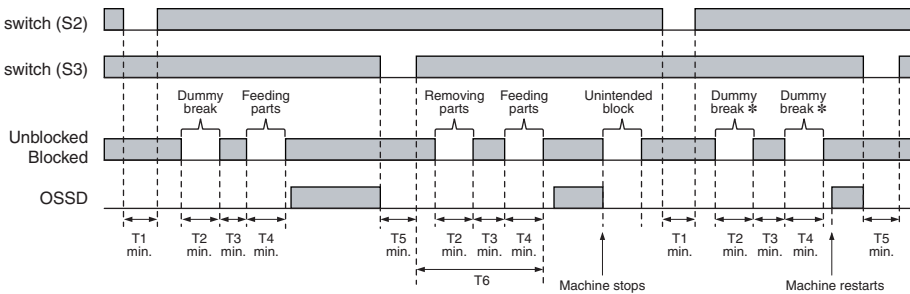 switch (S2)
switch (S3)
Dummy break
Feeding parts
Removing parts
Feeding parts
Unintended block
Dummy break ✽
Dummy break ✽
Unblocked
Blocked
OSSD
T1 min.
T2 min.
T3 min.
T4 min.
T5 min.
T2 min.
T3 min.
T4 min.
T1 min.
T2 min.
T3 min.
T4 min.
T5 min.
T6
Machine stops
Machine restarts